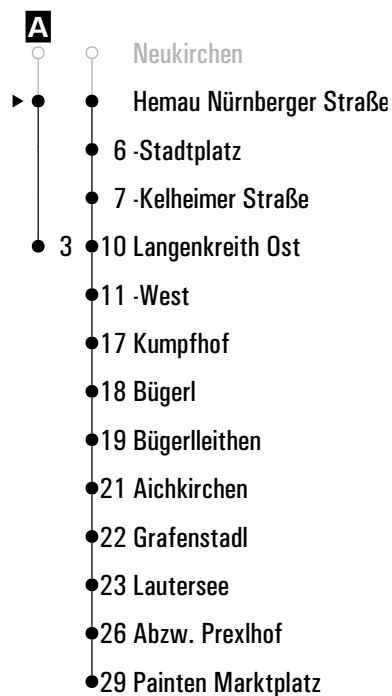 A
Neukirchen
Hemau Nürnberger Straße
6 -Stadtplatz
7 -Kelheimer Straße
3 10 Langenkreith Ost
11 -West
17 Kumpfhof
18 Bügerl
19 Bügerlleithen
21 Aichkirchen
22 Grafenstadl
23 Lautersee
26 Abzw. Prexlhof
29 Painten Marktplatz